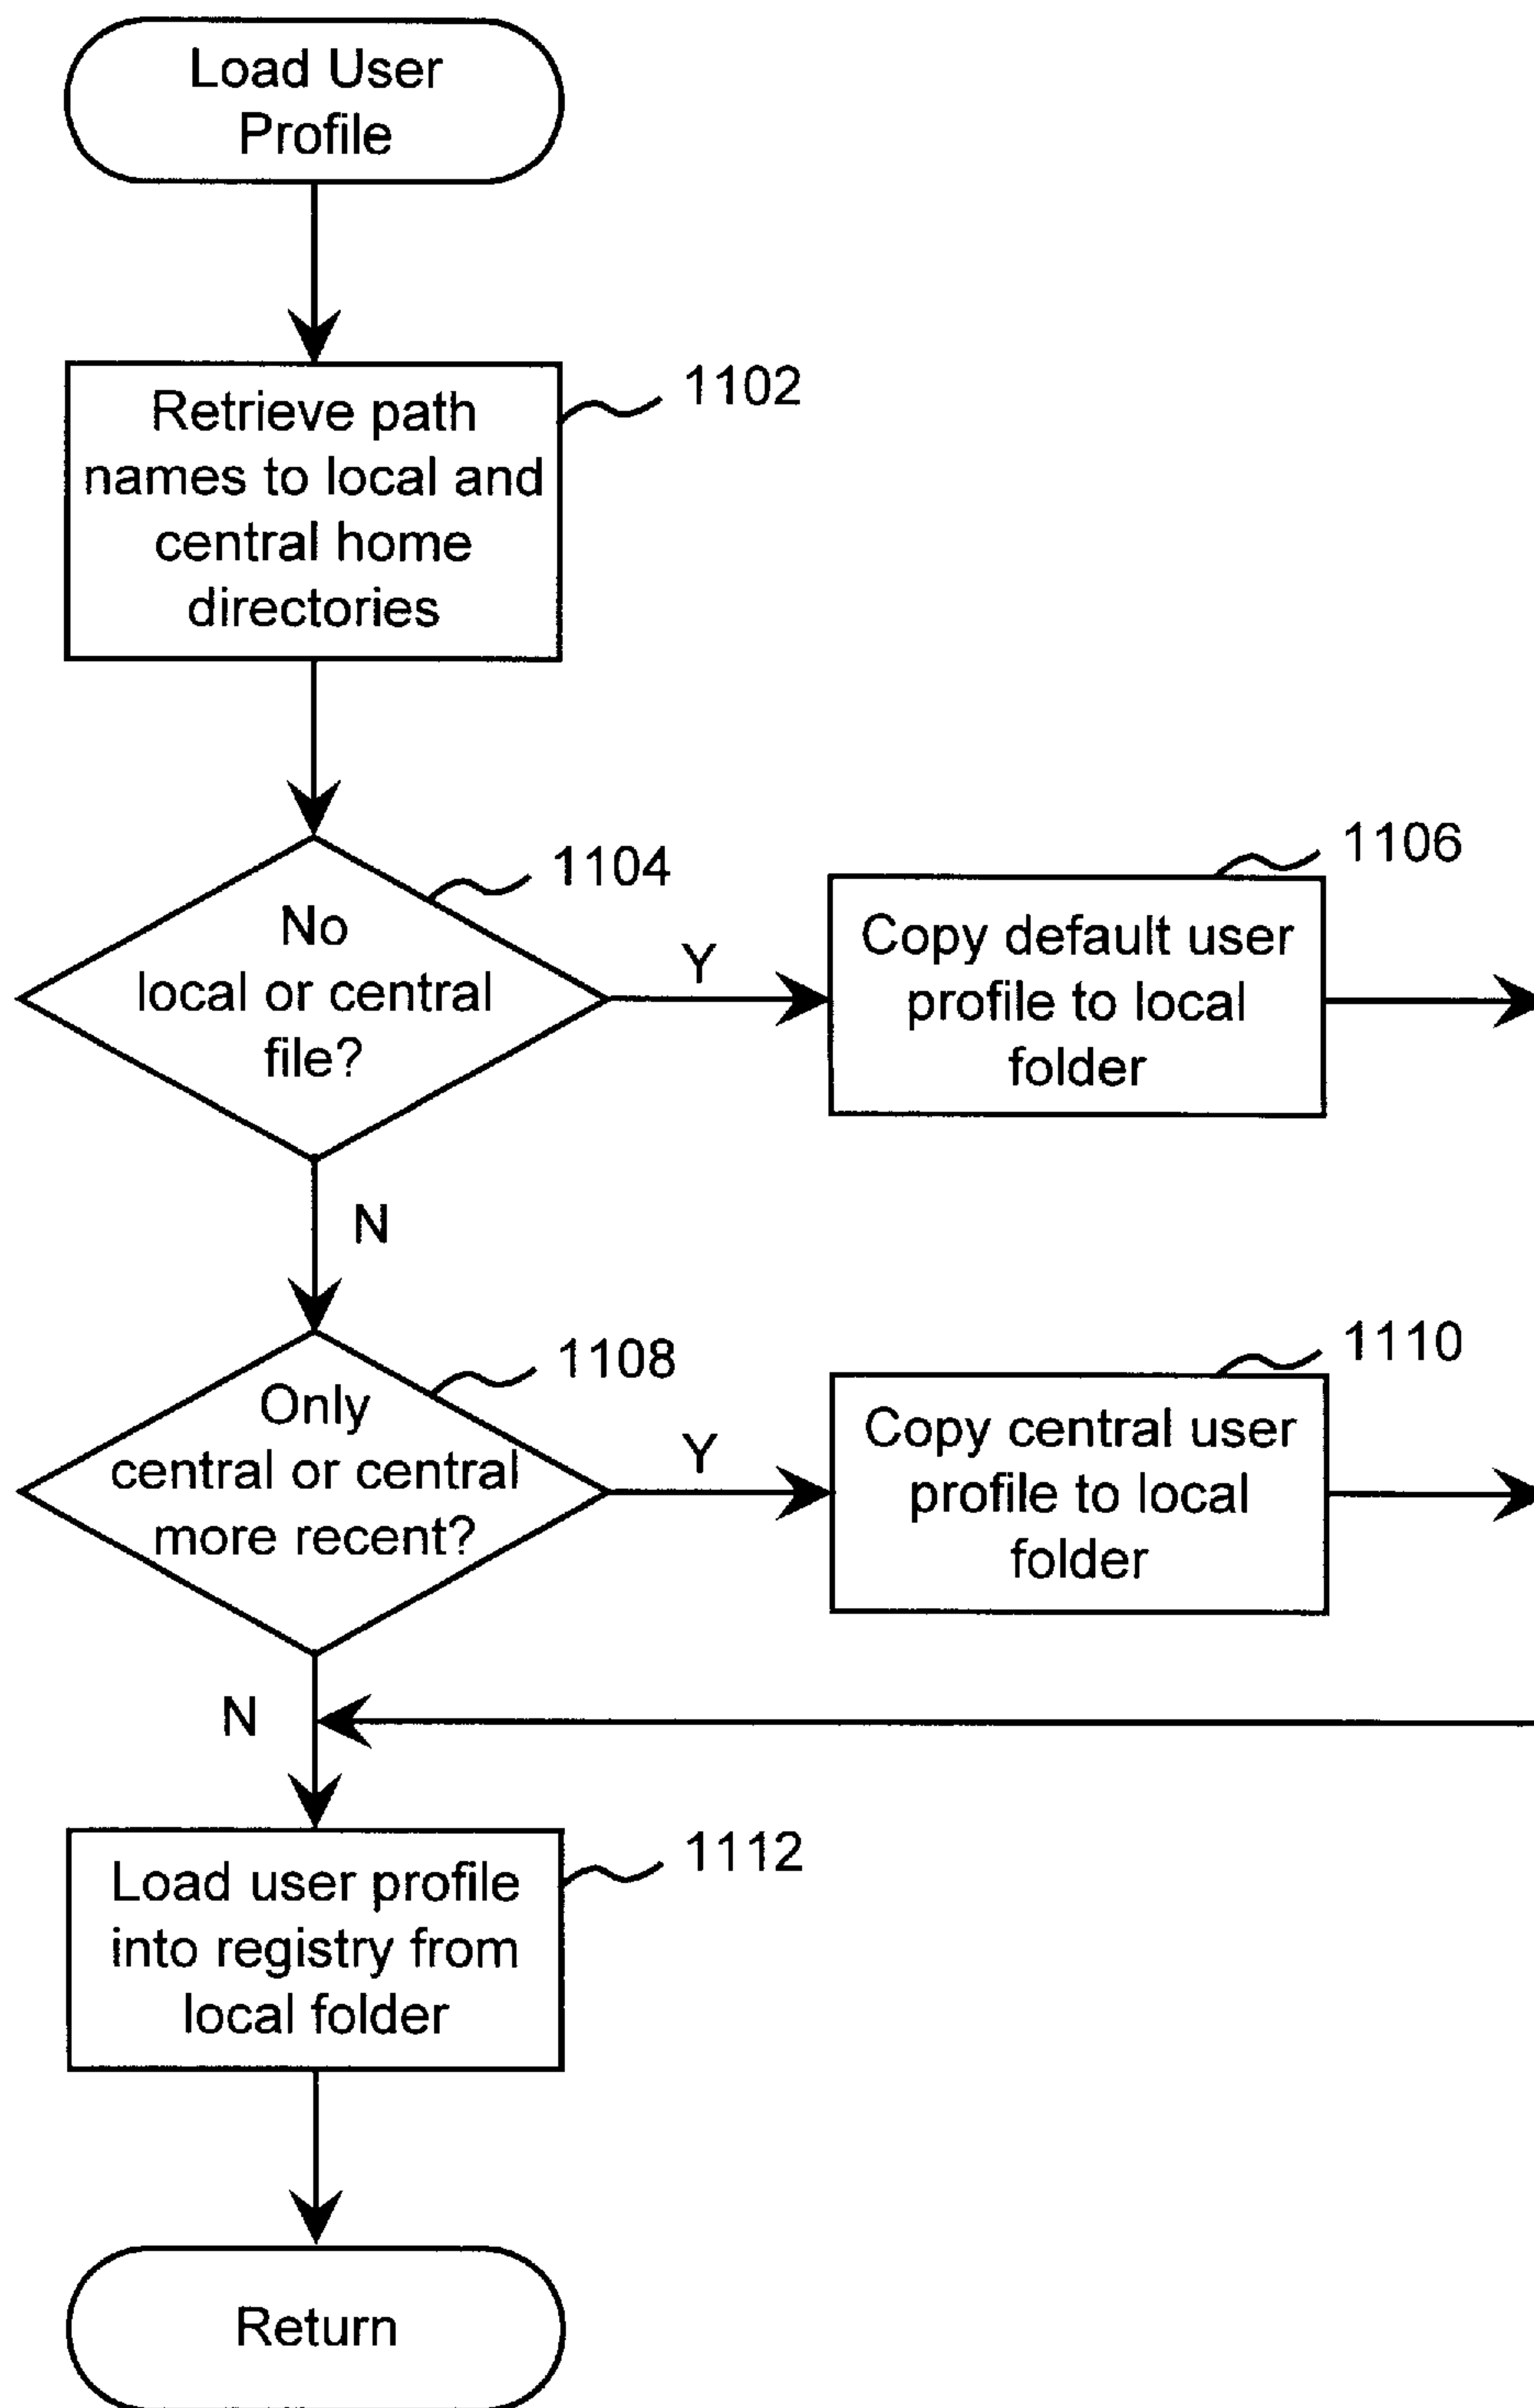 Load User
Profile
1102
Retrieve path
names to local and
central home
directories
1104
No
local or central
file?
Y
1106
Copy default user
profile to local
folder
N
1108
Only
central or central
more recent?
Y
1110
Copy central user
profile to local
folder
N
1112
Load user profile
into registry from
local folder
Return